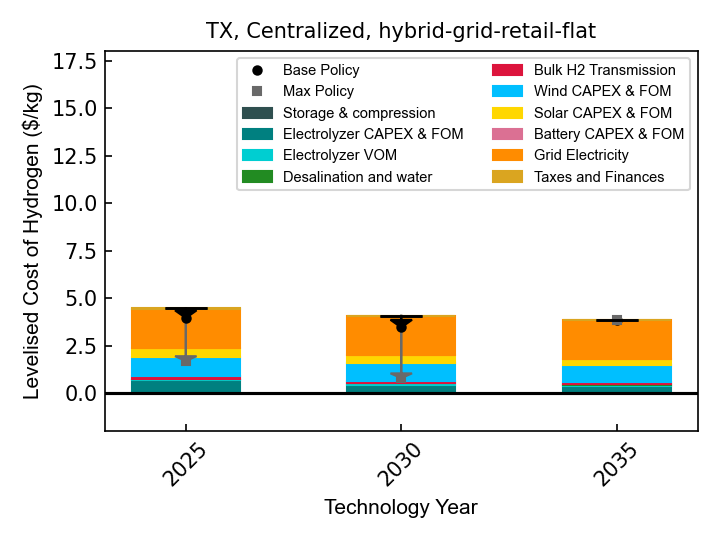 TX, Centralized, hybrid-grid-retail-flat
Levelised Cost of Hydrogen ($/kg)
17.5
15.0
12.5
10.0
7.5
5.0
2.5
0.0
Base Policy
Max Policy
Storage & compression
Electrolyzer CAPEX & FOM
Electrolyzer VOM
Desalination and water
Bulk H2 Transmission
Wind CAPEX & FOM
Solar CAPEX & FOM
Battery CAPEX & FOM
Grid Electricity
Taxes and Finances
2025
2030
2035
Technology Year